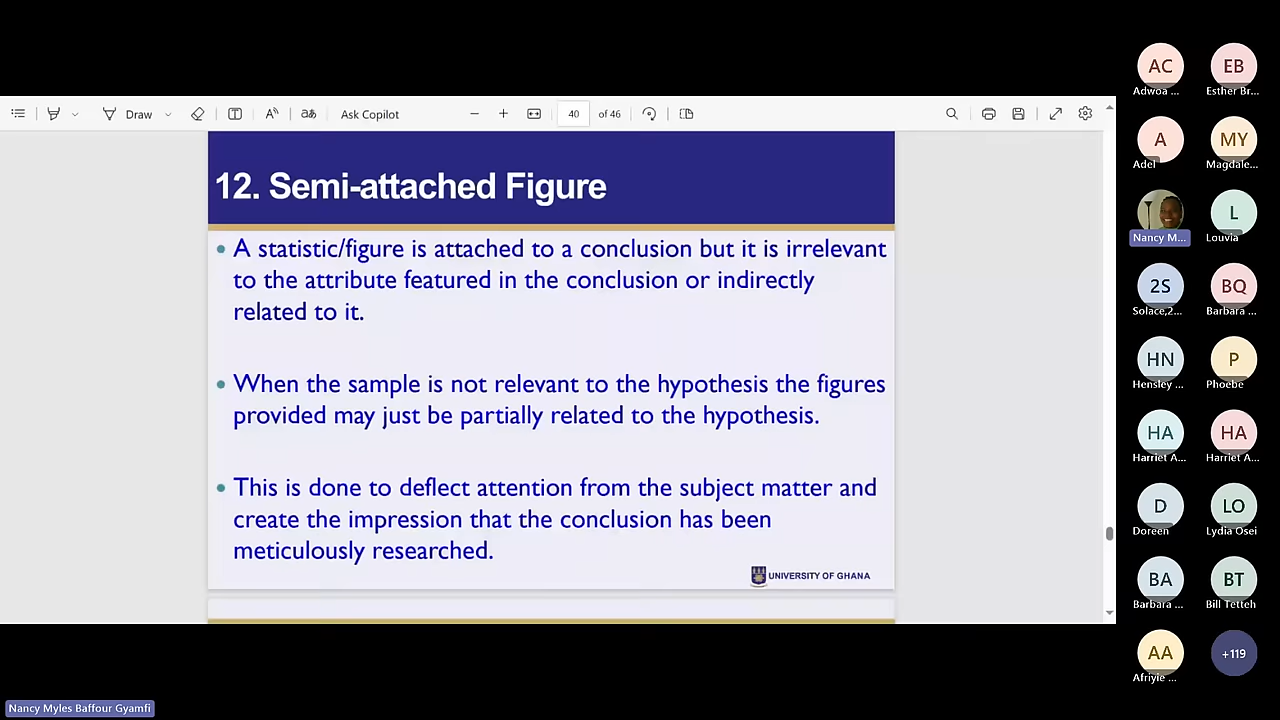 Draw
Ask Copilot
40
of 46
12. Semi-attached Figure
A statistic/figure is attached to a conclusion but it is irrelevant
to the attribute featured in the conclusion or indirectly
related to it.
When the sample is not relevant to the hypothesis the figures
provided may just be partially related to the hypothesis.
This is done to deflect attention from the subject matter and
create the impression that the conclusion has been
meticulously researched.
UNIVERSITY OF GHANA
AC
Adwoa ...
EB
Esther Br...
A
Adel
MY
Magdale...
Nancy M...
L
Louvia
2S
Solace,2...
BQ
Barbara ...
HN
Hensley ...
P
Phoebe
HA
Harriet A...
HA
Harriet A...
D
Doreen
LO
Lydia Osei
BA
Barbara ...
BT
Bill Tetteh
AA
Afriyie ...
+119
Nancy Myles Baffour Gyamfi